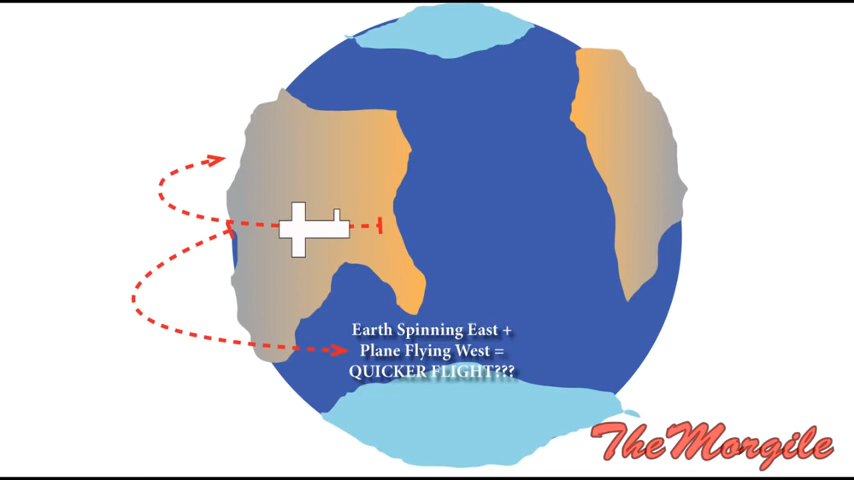 Earth Spinning East +
Plane Flying West =
QUICKER FLIGHT???
TheMorgile